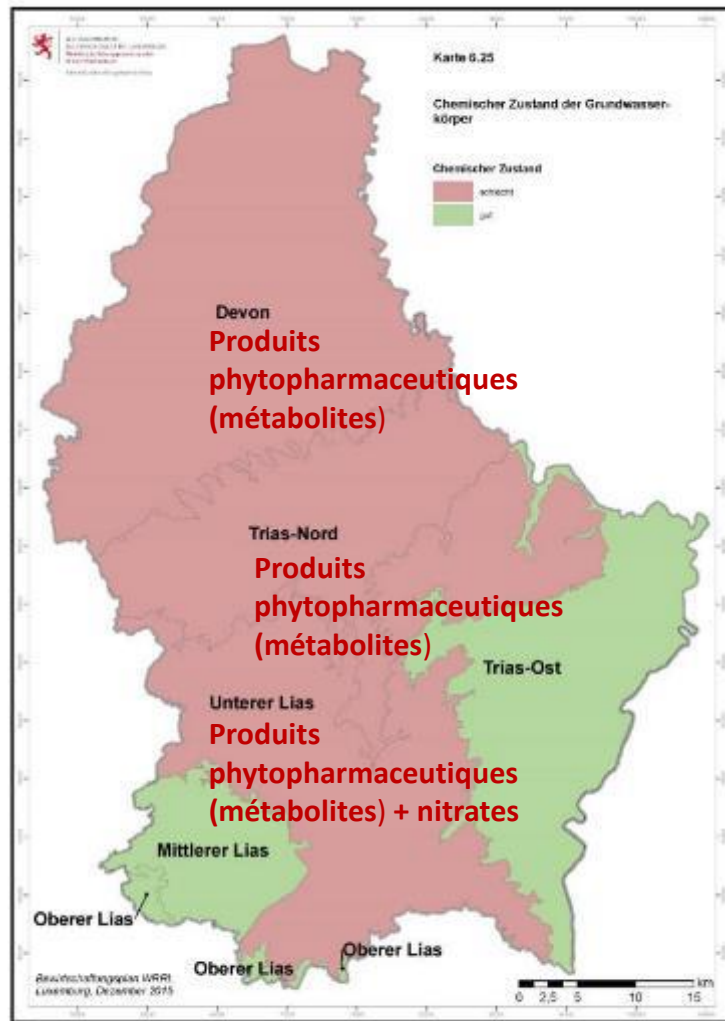 Karte 6.25
Chemischer Zustand der Grundwasser-
körper
Chemischer Zustand
schlecht
gut
Devon
Produits
phytopharmaceutiques
(métabolites)
Trias-Nord
Produits
phytopharmaceutiques
(métabolites)
Trias-Ost
Unterer Lias
Produits
phytopharmaceutiques
(métabolites) + nitrates
Mittlerer Lias
Oberer Lias
Oberer Lias
Oberer Lias
Bewirtschaftungsplan WRRL
Luxemburg, Dezember 2015
km
0 2,5 5 10 15